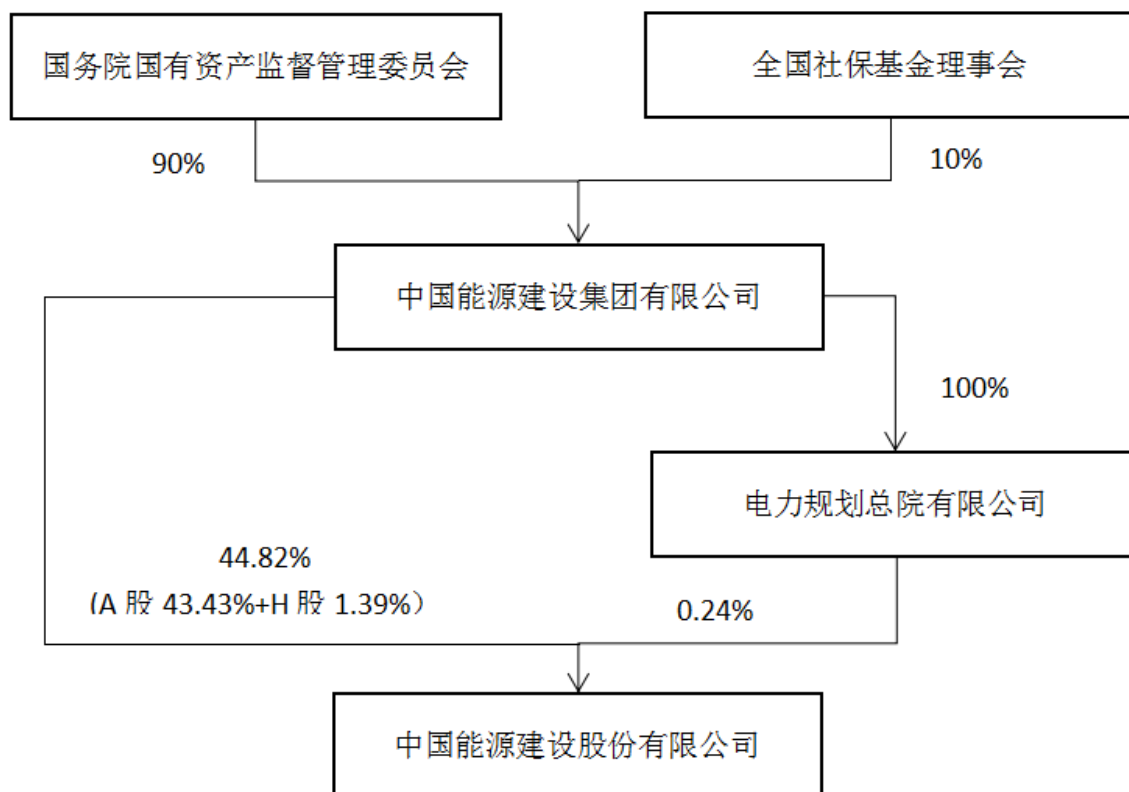 国务院国有资产监督管理委员会
全国社保基金理事会
90%
10%
中国能源建设集团有限公司
100%
电力规划总院有限公司
44.82%
(A 股 43.43%+H 股 1.39%）
0.24%
中国能源建设股份有限公司